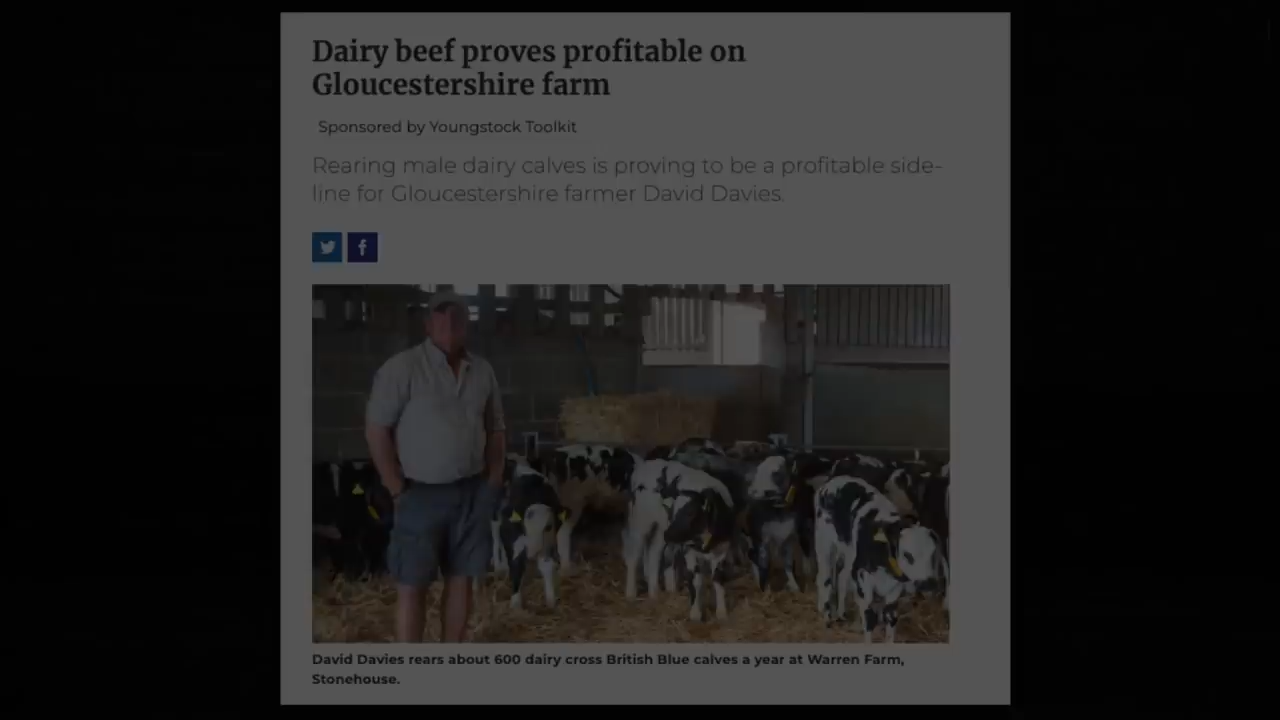 Dairy beef proves profitable on
Gloucestershire farm
Sponsored by Youngstock Toolkit
Rearing male dairy calves is proving to be a profitable side-
line for Gloucestershire farmer David Davies.
David Davies rears about 600 dairy cross British Blue calves a year at Warren Farm,
Stonehouse.